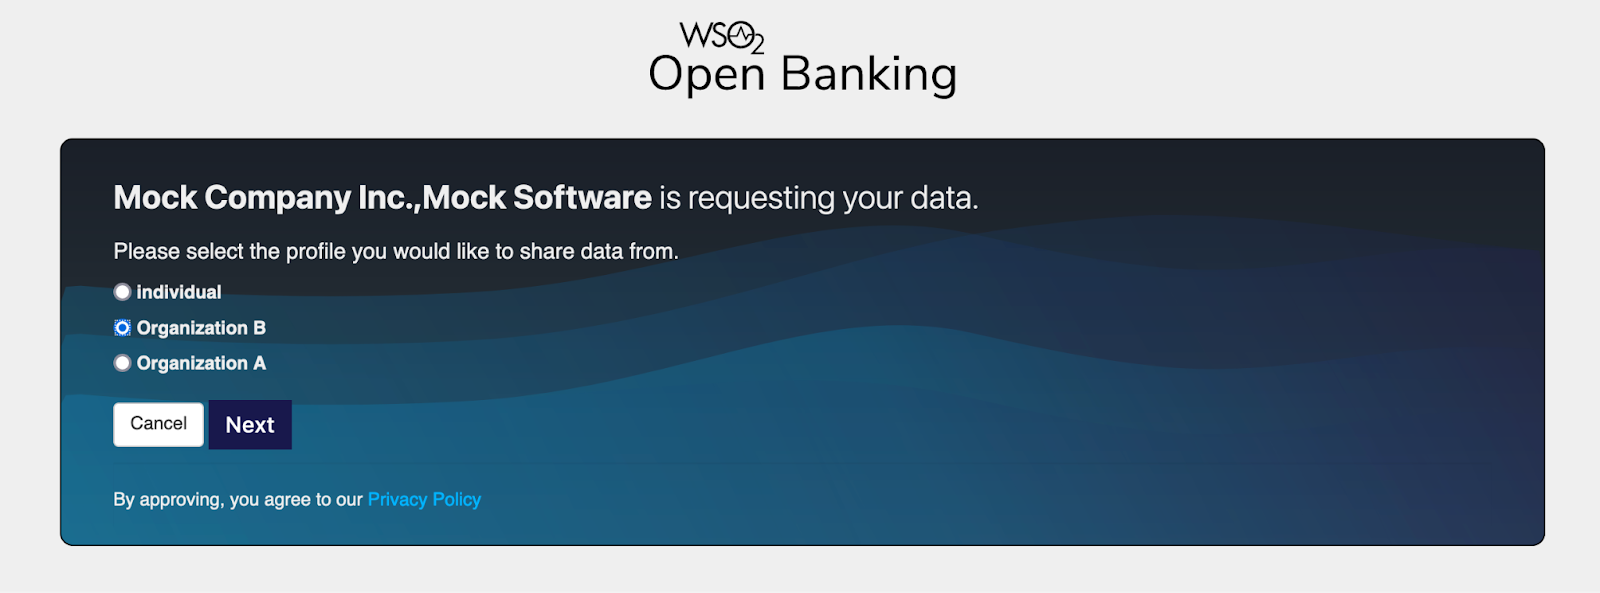 WSO2
Open Banking
Mock Company Inc.,Mock Software is requesting your data.
Please select the profile you would like to share data from.
individual
Organization B
Organization A
Cancel Next
By approving, you agree to our Privacy Policy